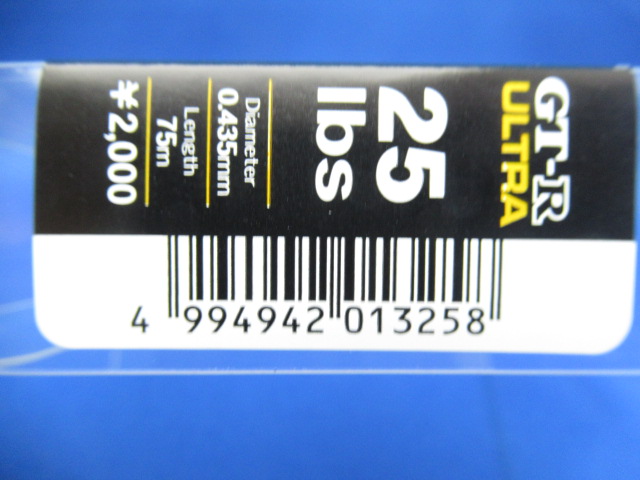 GT-R
ULTRA
25
lbs
Diameter
0.435mm
Length
75m
¥2,000
4 994942 013258